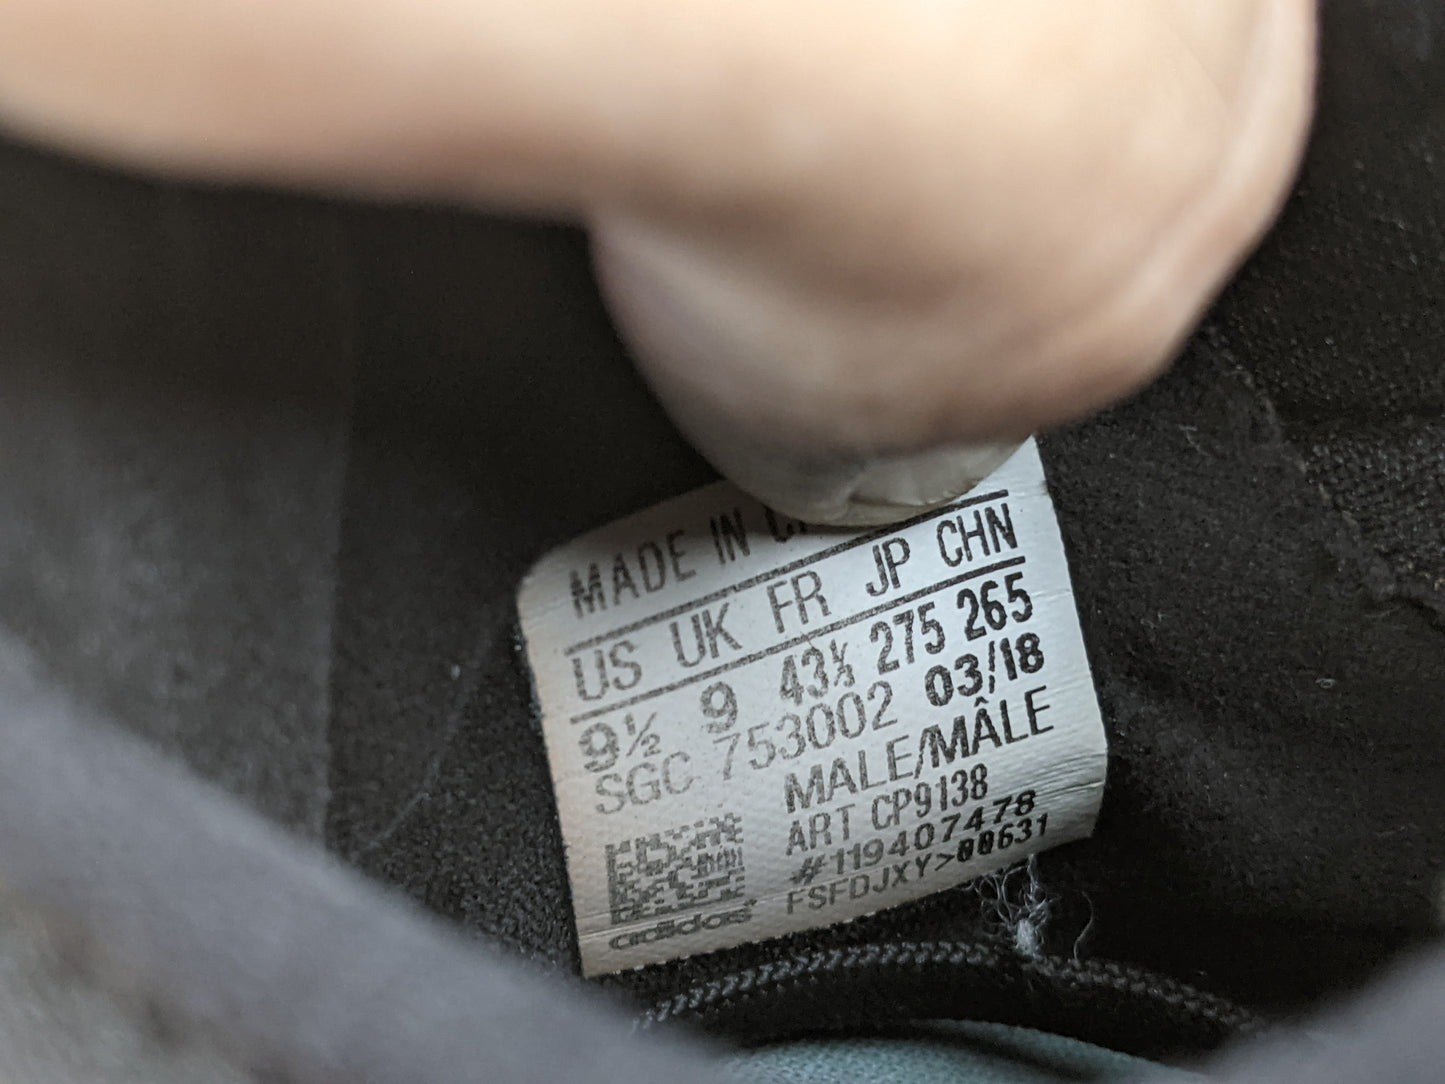 MADE IN
US UK FR JP CHN
9½ 9 43⅓ 275 265
SGC 753002 03/18
MALE/MÂLE
ART CP9138
#119407478
FSFDJXY>00631
adidas